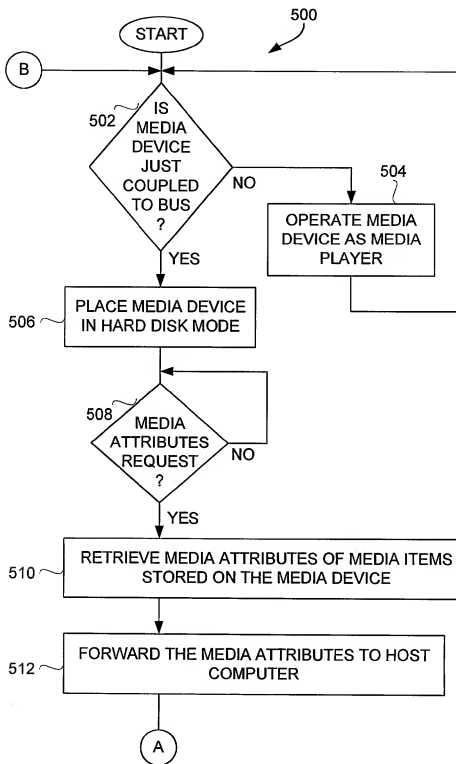 START
500
B
502
IS
MEDIA
DEVICE
JUST
COUPLED
TO BUS
?
NO
504
OPERATE MEDIA
DEVICE AS MEDIA
PLAYER
YES
506
PLACE MEDIA DEVICE
IN HARD DISK MODE
508
MEDIA
ATTRIBUTES
REQUEST
?
NO
YES
510
RETRIEVE MEDIA ATTRIBUTES OF MEDIA ITEMS
STORED ON THE MEDIA DEVICE
512
FORWARD THE MEDIA ATTRIBUTES TO HOST
COMPUTER
A